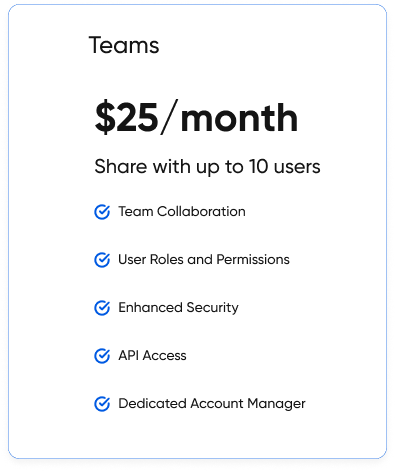 Teams
$25/month
Share with up to 10 users
Team Collaboration
User Roles and Permissions
Enhanced Security
API Access
Dedicated Account Manager